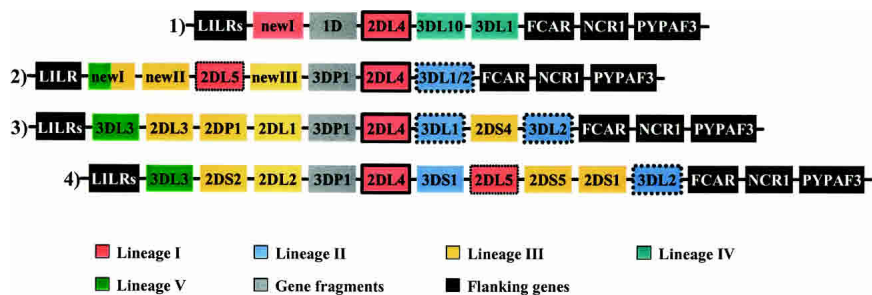 1) LILRs newI 1D 2DL4 3DL10 3DL1 FCAR NCR1 PYPAF3
2) LILR newI newII 2DL5 newIII 3DP1 2DL4 3DL1/2 FCAR NCR1 PYPAF3
3) LILRs 3DL3 2DL3 2DP1 2DL1 3DP1 2DL4 3DL1 2DS4 3DL2 FCAR NCR1 PYPAF3
4) LILRs 3DL3 2DS2 2DL2 3DP1 2DL4 3DS1 2DL5 2DS5 2DS1 3DL2 FCAR NCR1 PYPAF3
Lineage I Lineage II Lineage III Lineage IV
Lineage V Gene fragments Flanking genes